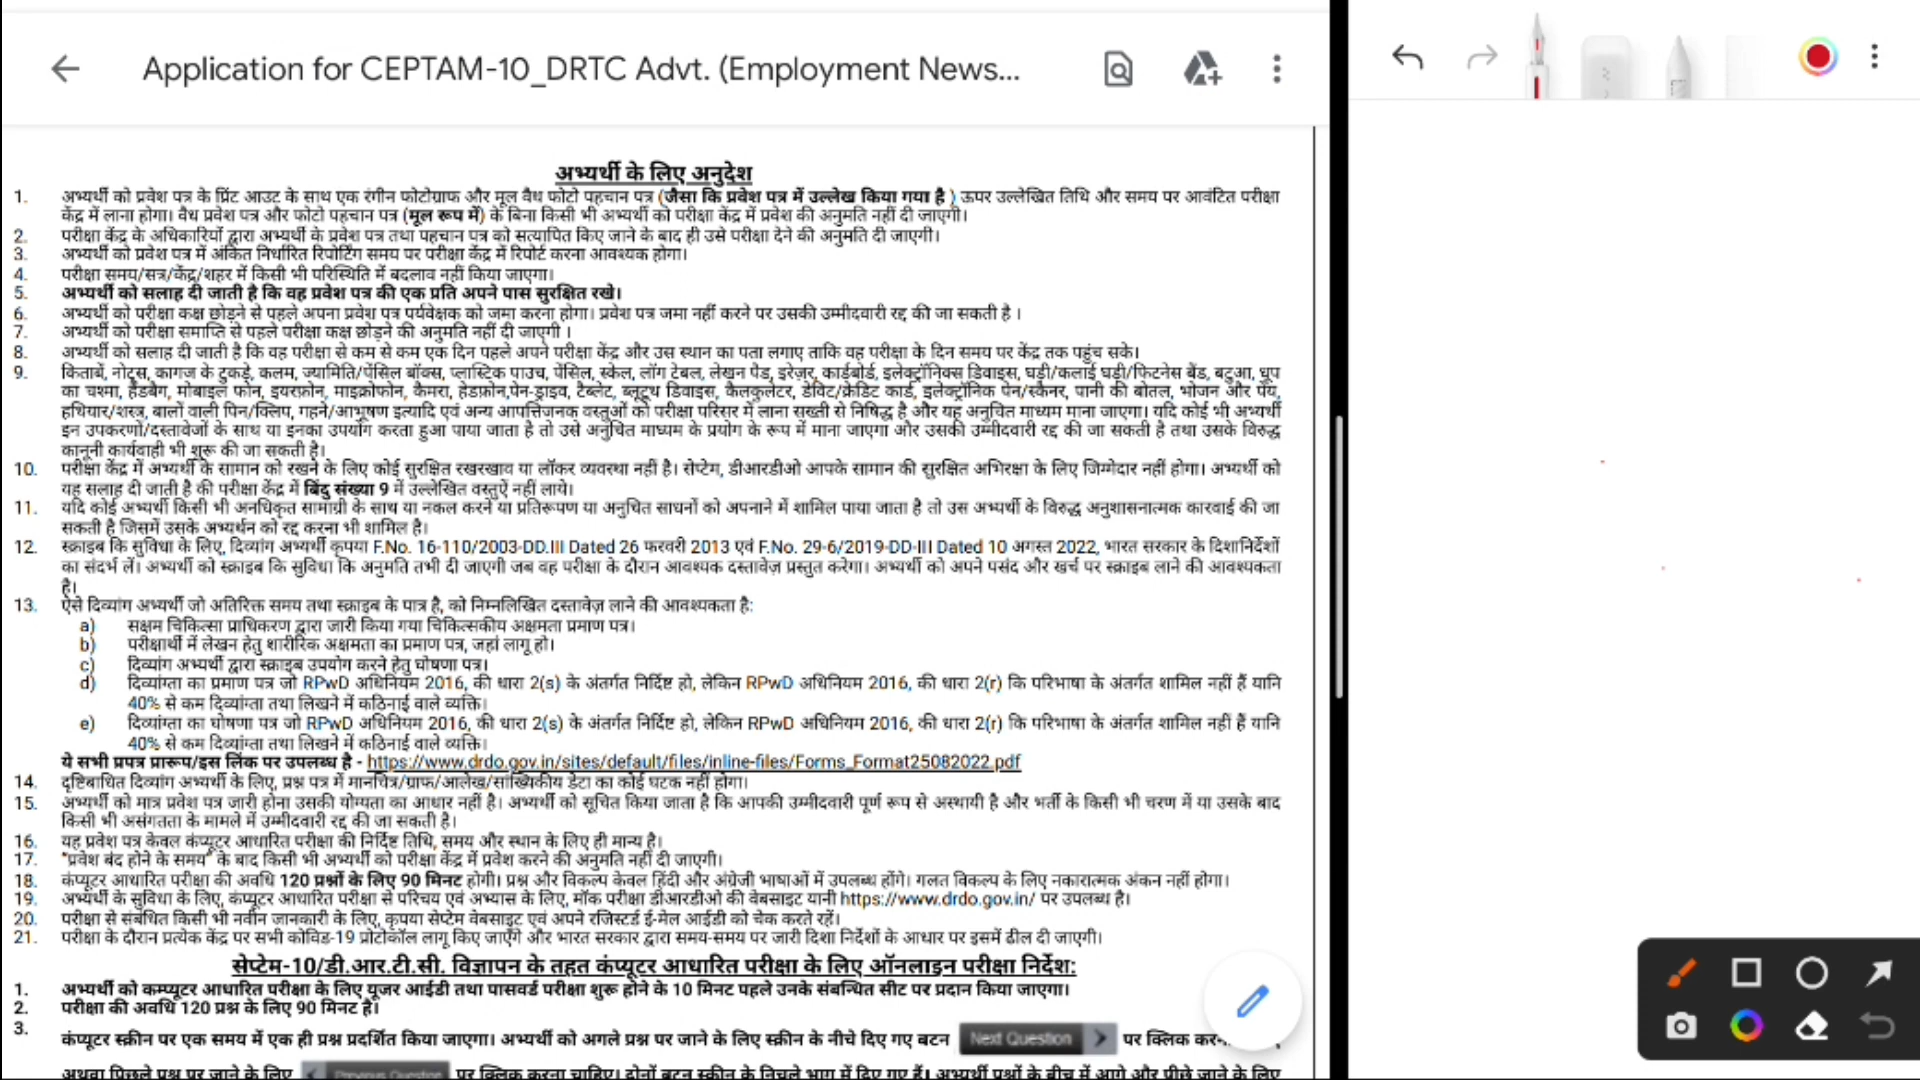 Application for CEPTAM-10_DRTC Advt. (Employment News...
अभ्यर्थी के लिए अनुदेश
1. अभ्यर्थी को प्रवेश पत्र के प्रिंट आउट के साथ एक रंगीन फोटोग्राफ और मूल वैध फोटो पहचान पत्र (जैसा कि प्रवेश पत्र में उल्लेख किया गया है ) ऊपर उल्लेखित तिथि और समय पर आवंटित परीक्षा
केंद्र में लाना होगा। वैध प्रवेश पत्र और फोटो पहचान पत्र (मूल रूप में) के बिना किसी भी अभ्यर्थी को परीक्षा केंद्र में प्रवेश की अनुमति नहीं दी जाएगी।
2. परीक्षा केंद्र के अधिकारियों द्वारा अभ्यर्थी के प्रवेश पत्र तथा पहचान पत्र को सत्यापित किए जाने के बाद ही उसे परीक्षा देने की अनुमति दी जाएगी।
3. अभ्यर्थी को प्रवेश पत्र में अंकित निर्धारित रिपोर्टिंग समय पर परीक्षा केंद्र में रिपोर्ट करना आवश्यक होगा।
4. परीक्षा समय/सत्र/केंद्र/शहर में किसी भी परिस्थिति में बदलाव नहीं किया जाएगा।
5. अभ्यर्थी को सलाह दी जाती है कि वह प्रवेश पत्र की एक प्रति अपने पास सुरक्षित रखे।
6. अभ्यर्थी को परीक्षा कक्ष छोड़ने से पहले अपना प्रवेश पत्र पर्यवेक्षक को जमा करना होगा। प्रवेश पत्र जमा नहीं करने पर उसकी उम्मीदवारी रद्द की जा सकती है ।
7. अभ्यर्थी को परीक्षा समाप्ति से पहले परीक्षा कक्ष छोड़ने की अनुमति नहीं दी जाएगी ।
8. अभ्यर्थी को सलाह दी जाती है कि वह परीक्षा से कम से कम एक दिन पहले अपने परीक्षा केंद्र और उस स्थान का पता लगाए ताकि वह परीक्षा के दिन समय पर केंद्र तक पहुंच सके।
9. किताबें, नोट्स, कागज के टुकड़े, कलम, ज्यामिति/पेंसिल बॉक्स, प्लास्टिक पाउच, पेंसिल, स्केल, लॉग टेबल, लेखन पैड, इरेज़र, कार्डबोर्ड, इलेक्ट्रॉनिक्स डिवाइस, घड़ी/कलाई घड़ी/फिटनेस बैंड, बटुआ, धूप
का चश्मा, हैंडबैग, मोबाइल फोन, इयरफ़ोन, माइक्रोफोन, कैमरा, हेडफ़ोन,पेन-ड्राइव, टैब्लेट, ब्लूटूथ डिवाइस, कैलकुलेटर, डेविट/क्रेडिट कार्ड, इलेक्ट्रॉनिक पेन/स्कैनर, पानी की बोतल, भोजन और पेय,
हथियार/शस्त्र, बालों वाली पिन/क्लिप, गहने/आभूषण इत्यादि एवं अन्य आपत्तिजनक वस्तुओं को परीक्षा परिसर में लाना सख्ती से निषिद्ध है और यह अनुचित माध्यम माना जाएगा। यदि कोई भी अभ्यर्थी
इन उपकरणों/दस्तावेजों के साथ या इनका उपयोग करता हुआ पाया जाता है तो उसे अनुचित माध्यम के प्रयोग के रूप में माना जाएगा और उसकी उम्मीदवारी रद्द की जा सकती है तथा उसके विरुद्ध
कानूनी कार्यवाही भी शुरू की जा सकती है।
10. परीक्षा केंद्र में अभ्यर्थी के सामान को रखने के लिए कोई सुरक्षित रखरखाव या लॉकर व्यवस्था नहीं है। सेप्टेम, डीआरडीओ आपके सामान की सुरक्षित अभिरक्षा के लिए जिम्मेदार नहीं होगा। अभ्यर्थी को
यह सलाह दी जाती है की परीक्षा केंद्र में बिंदु संख्या 9 में उल्लेखित वस्तुऐं नहीं लाये।
11. यदि कोई अभ्यर्थी किसी भी अनधिकृत सामाग्री के साथ या नकल करने या प्रतिरूपण या अनुचित साधनों को अपनाने में शामिल पाया जाता है तो उस अभ्यर्थी के विरुद्ध अनुशासनात्मक कारवाई की जा
सकती है जिसमें उसके अभ्यर्थन को रद्द करना भी शामिल है।
12. स्क्राइब कि सुविधा के लिए, दिव्यांग अभ्यर्थी कृपया F.No. 16-110/2003-DD.III Dated 26 फरवरी 2013 एवं F.No. 29-6/2019-DD-III Dated 10 अगस्त 2022, भारत सरकार के दिशानिर्देशों
का संदर्भ लें। अभ्यर्थी को स्क्राइब कि सुविधा कि अनुमति तभी दी जाएगी जब वह परीक्षा के दौरान आवश्यक दस्तावेज़ प्रस्तुत करेगा। अभ्यर्थी को अपने पसंद और खर्च पर स्क्राइब लाने की आवश्यकता
है।
13. ऐसे दिव्यांग अभ्यर्थी जो अतिरिक्त समय तथा स्क्राइब के पात्र है, को निम्नलिखित दस्तावेज़ लाने की आवश्यकता है:
a) सक्षम चिकित्सा प्राधिकरण द्वारा जारी किया गया चिकित्सकीय अक्षमता प्रमाण पत्र।
b) परीक्षार्थी में लेखन हेतु शारीरिक अक्षमता का प्रमाण पत्र, जहां लागू हो।
c) दिव्यांग अभ्यर्थी द्वारा स्क्राइब उपयोग करने हेतु घोषणा पत्र।
d) दिव्यांग्ता का प्रमाण पत्र जो RPwD अधिनियम 2016, की धारा 2(s) के अंतर्गत निर्दिष्ट हो, लेकिन RPwD अधिनियम 2016, की धारा 2(r) कि परिभाषा के अंतर्गत शामिल नहीं हैं यानि
40% से कम दिव्यांग्ता तथा लिखने में कठिनाई वाले व्यक्ति।
e) दिव्यांग्ता का घोषणा पत्र जो RPwD अधिनियम 2016, की धारा 2(s) के अंतर्गत निर्दिष्ट हो, लेकिन RPwD अधिनियम 2016, की धारा 2(r) कि परिभाषा के अंतर्गत शामिल नहीं हैं यानि
40% से कम दिव्यांग्ता तथा लिखने में कठिनाई वाले व्यक्ति।
ये सभी प्रपत्र प्रारूप/इस लिंक पर उपलब्ध है - https://www.drdo.gov.in/sites/default/files/inline-files/Forms_Format25082022.pdf
14. दृष्टिबाधित दिव्यांग अभ्यर्थी के लिए, प्रश्न पत्र में मानचित्र/ग्राफ/आलेख/सांख्यिकीय डेटा का कोई घटक नहीं होगा।
15. अभ्यर्थी को मात्र प्रवेश पत्र जारी होना उसकी योग्यता का आधार नहीं है। अभ्यर्थी को सूचित किया जाता है कि आपकी उम्मीदवारी पूर्ण रूप से अस्थायी है और भर्ती के किसी भी चरण में या उसके बाद
किसी भी असंगतता के मामले में उम्मीदवारी रद्द की जा सकती है।
16. यह प्रवेश पत्र केवल कंप्यूटर आधारित परीक्षा की निर्दिष्ट तिथि, समय और स्थान के लिए ही मान्य है।
17. "प्रवेश बंद होने के समय" के बाद किसी भी अभ्यर्थी को परीक्षा केंद्र में प्रवेश करने की अनुमति नहीं दी जाएगी।
18. कंप्यूटर आधारित परीक्षा की अवधि 120 प्रश्नों के लिए 90 मिनट होगी। प्रश्न और विकल्प केवल हिंदी और अंग्रेजी भाषाओं में उपलब्ध होंगे। गलत विकल्प के लिए नकारात्मक अंकन नहीं होगा।
19. अभ्यर्थी के सुविधा के लिए, कंप्यूटर आधारित परीक्षा से परिचय एवं अभ्यास के लिए, मॉक परीक्षा डीआरडीओ की वेबसाइट यानी https://www.drdo.gov.in/ पर उपलब्ध है।
20. परीक्षा से संबंधित किसी भी नवीन जानकारी के लिए, कृपया सेप्टेम वेबसाइट एवं अपने रजिस्टर्ड ई-मेल आईडी को चेक करते रहें।
21. परीक्षा के दौरान प्रत्येक केंद्र पर सभी कोविड-19 प्रोटोकॉल लागू किए जाएँगे और भारत सरकार द्वारा समय-समय पर जारी दिशा निर्देशों के आधार पर इसमें ढील दी जाएगी।
सेप्टेम-10/डी.आर.टी.सी. विज्ञापन के तहत कंप्यूटर आधारित परीक्षा के लिए ऑनलाइन परीक्षा निर्देश:
1. अभ्यर्थी को कम्प्यूटर आधारित परीक्षा के लिए यूजर आईडी तथा पासवर्ड परीक्षा शुरू होने के 10 मिनट पहले उनके संबन्धित सीट पर प्रदान किया जाएगा।
2. परीक्षा की अवधि 120 प्रश्न के लिए 90 मिनट है।
3. कंप्यूटर स्क्रीन पर एक समय में एक ही प्रश्न प्रदर्शित किया जाएगा। अभ्यर्थी को अगले प्रश्न पर जाने के लिए स्क्रीन के नीचे दिए गए बटन Next Question > पर क्लिक
अथवा पिछले प्रश्न पर जाने के लिए < Previous Question पर क्लिक करना चाहिए। दोनों बटन स्क्रीन के निचले भाग में दिए गए हैं। अभ्यर्थी प्रश्नों के बीच में आगे और पीछे जाने के लिए